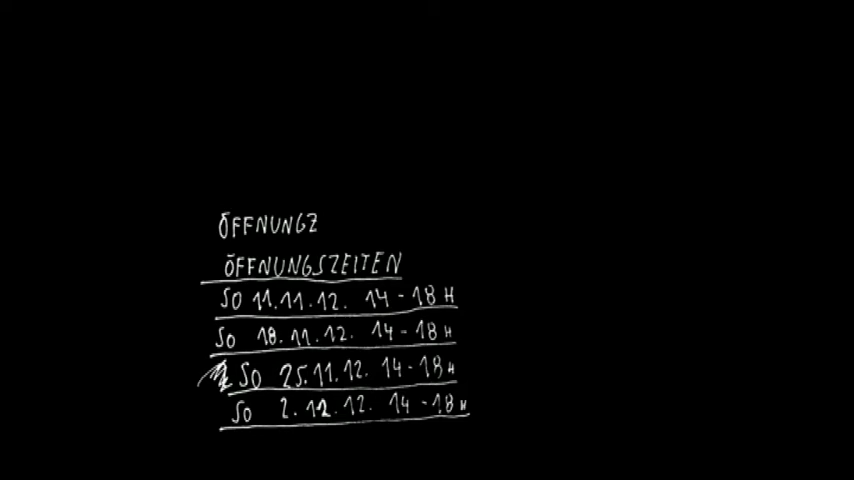 ÖFFNUNGZ
ÖFFNUNGSZEITEN
SO 11.11.12. 14-18 H
SO 18.11.12. 14-18 H
SO 25.11.12. 14-18 H
SO 2.12.12. 14-18 H